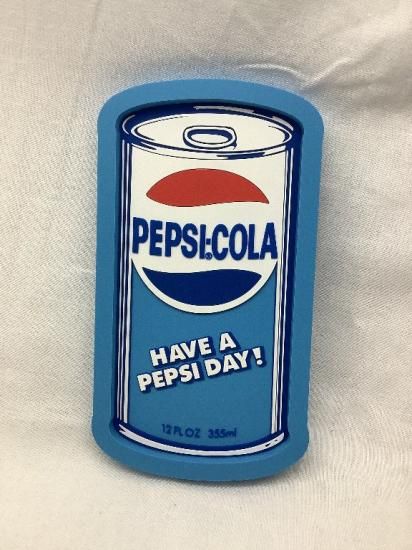 PEPSI:COLA
®
HAVE A
PEPSI DAY!
12 FL OZ 355ml